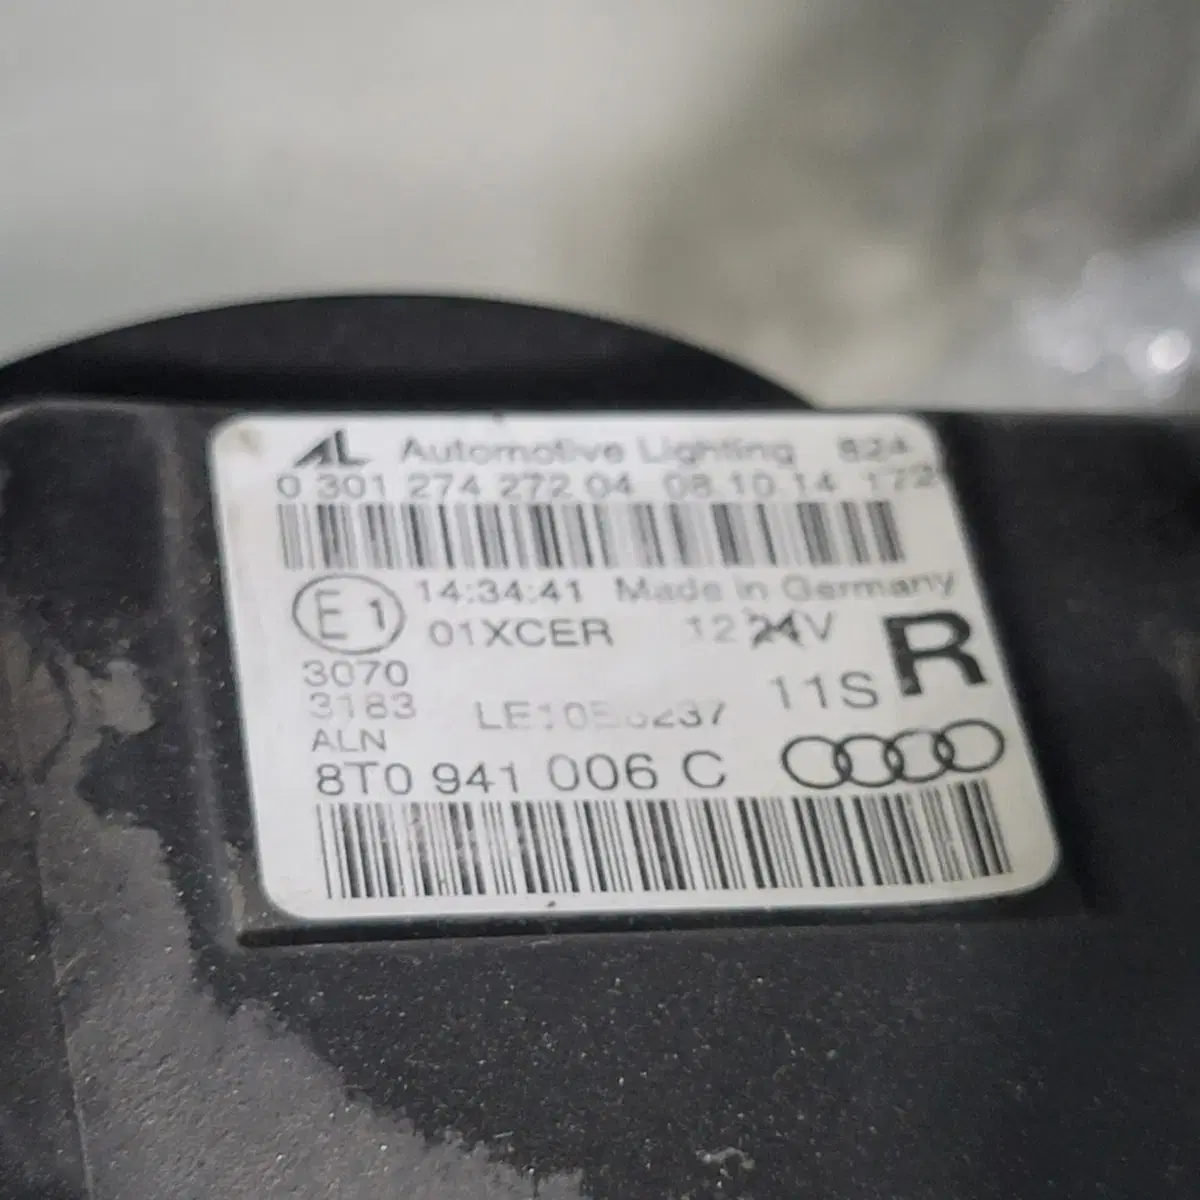 AL Automotive Lighting 824
0 301 274 272 04 08.10.14
E1 14:34:41 Made in Germany
01XCER 12 24V R
3070
3183 11S
ALN
8T0 941 006 C